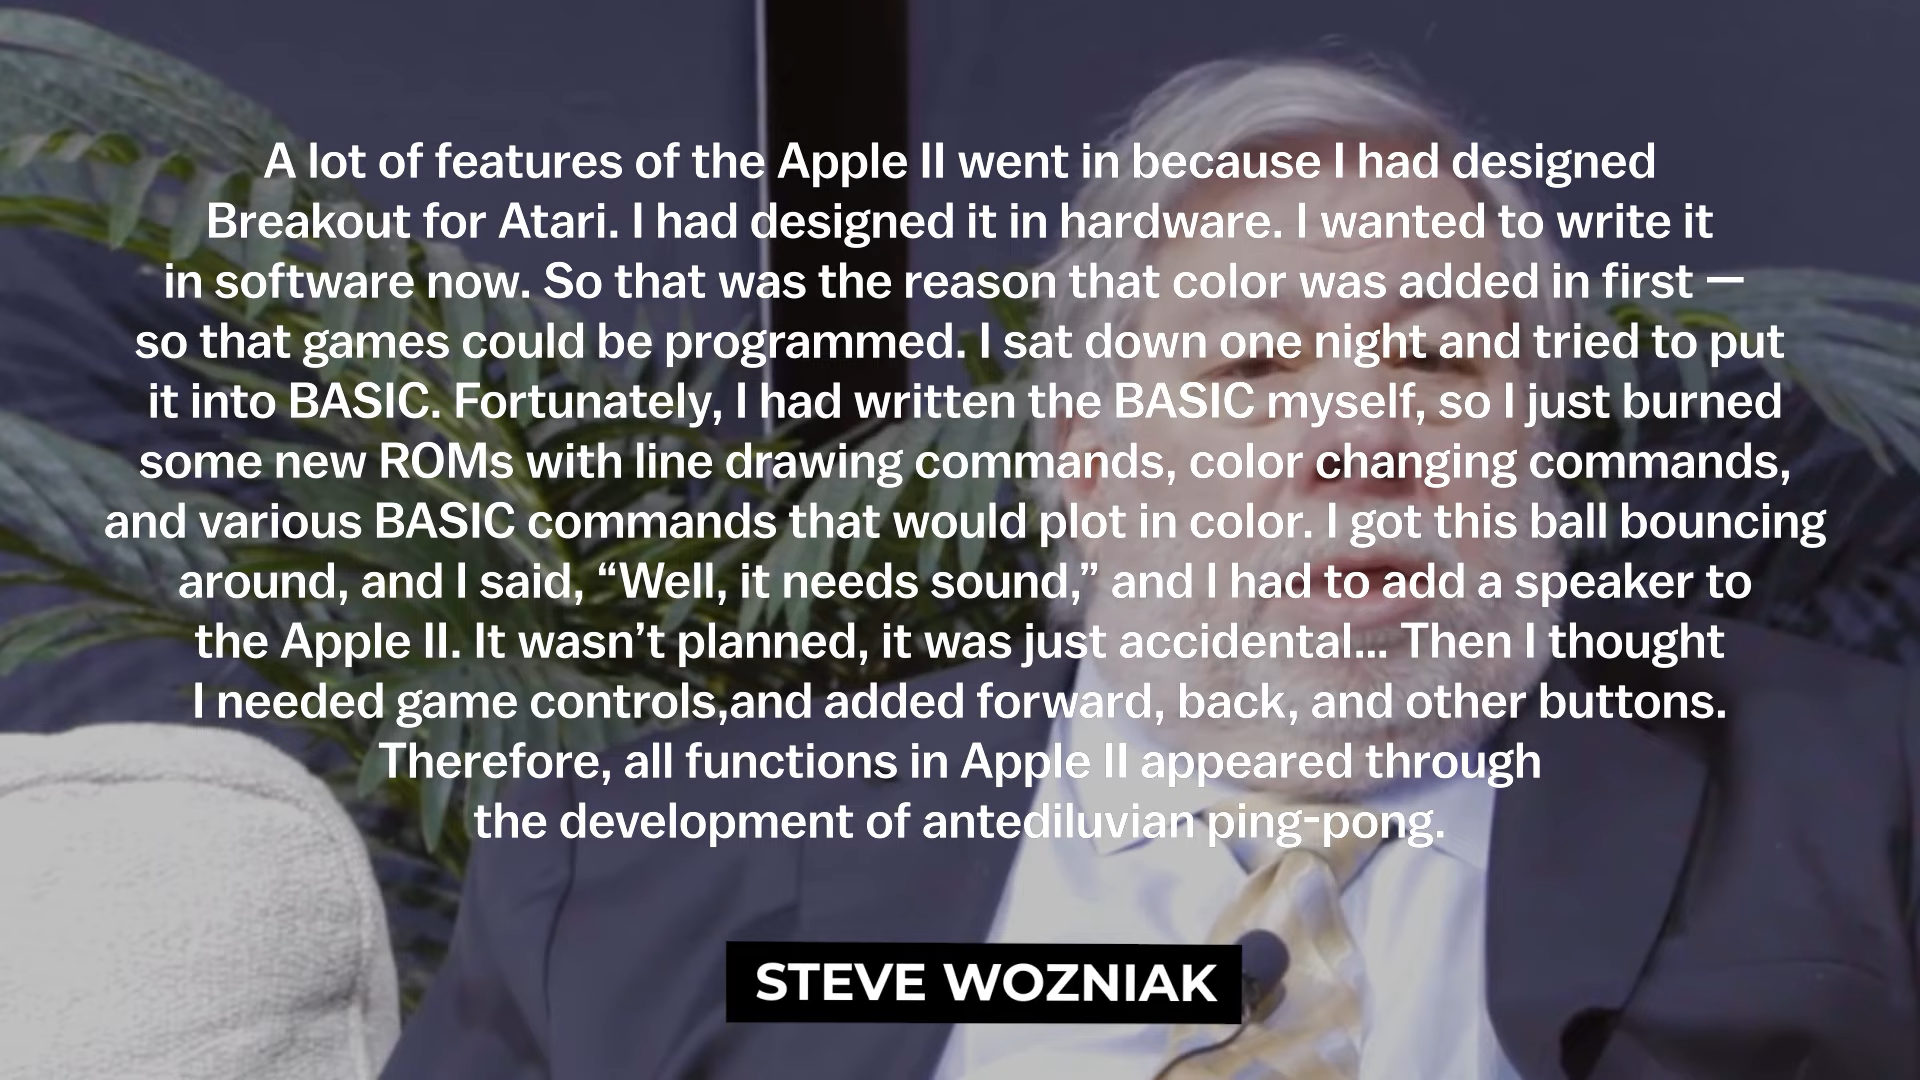 A lot of features of the Apple II went in because I had designed
Breakout for Atari. I had designed it in hardware. I wanted to write it
in software now. So that was the reason that color was added in first —
so that games could be programmed. I sat down one night and tried to put
it into BASIC. Fortunately, I had written the BASIC myself, so I just burned
some new ROMs with line drawing commands, color changing commands,
and various BASIC commands that would plot in color. I got this ball bouncing
around, and I said, “Well, it needs sound,” and I had to add a speaker to
the Apple II. It wasn’t planned, it was just accidental... Then I thought
I needed game controls,and added forward, back, and other buttons.
Therefore, all functions in Apple II appeared through
the development of antediluvian ping-pong.
STEVE WOZNIAK